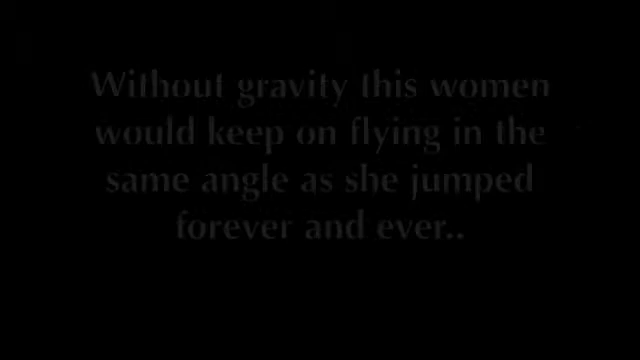 Without gravity this women
would keep on flying in the
same angle as she jumped
forever and ever..